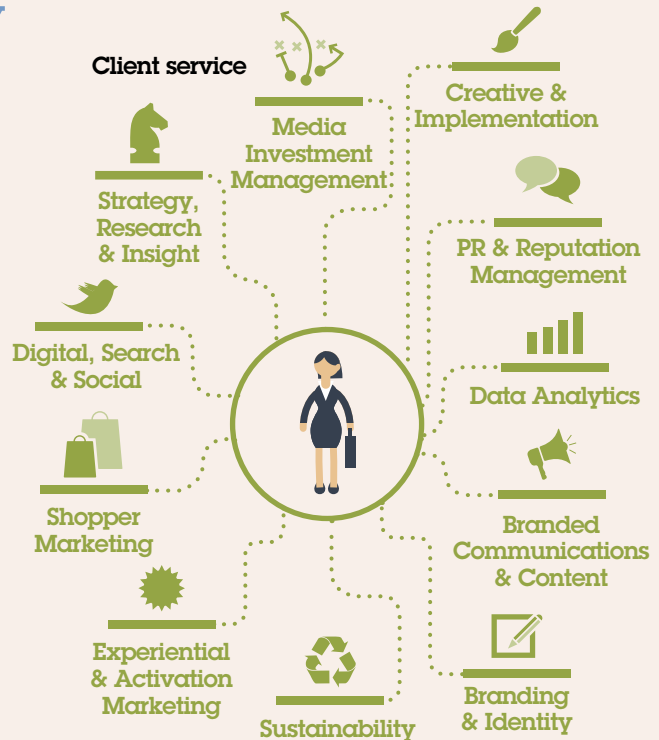 Client service
Media
Investment
Management
Creative &
Implementation
Strategy,
Research
& Insight
PR & Reputation
Management
Digital, Search
& Social
Data Analytics
Shopper
Marketing
Branded
Communications
& Content
Experiential
& Activation
Marketing
Sustainability
Branding
& Identity